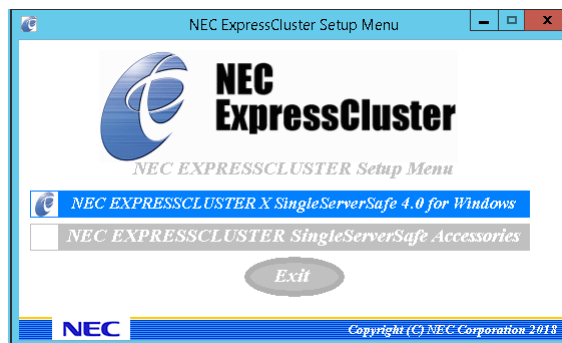 NEC ExpressCluster Setup Menu
NEC
ExpressCluster
NEC EXPRESSCLUSTER Setup Menu
NEC EXPRESSCLUSTER X SingleServerSafe 4.0 for Windows
NEC EXPRESSCLUSTER SingleServerSafe Accessories
Exit
NEC
Copyright (C) NEC Corporation 2018